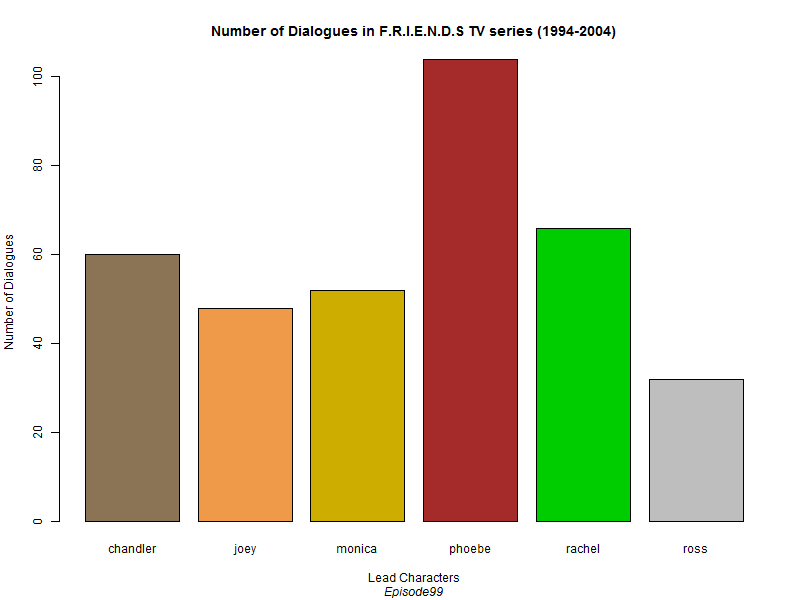 Number of Dialogues in F.R.I.E.N.D.S TV series (1994-2004)
Number of Dialogues
100
80
60
40
20
0
chandler joey monica phoebe rachel ross
Lead Characters
Episode99